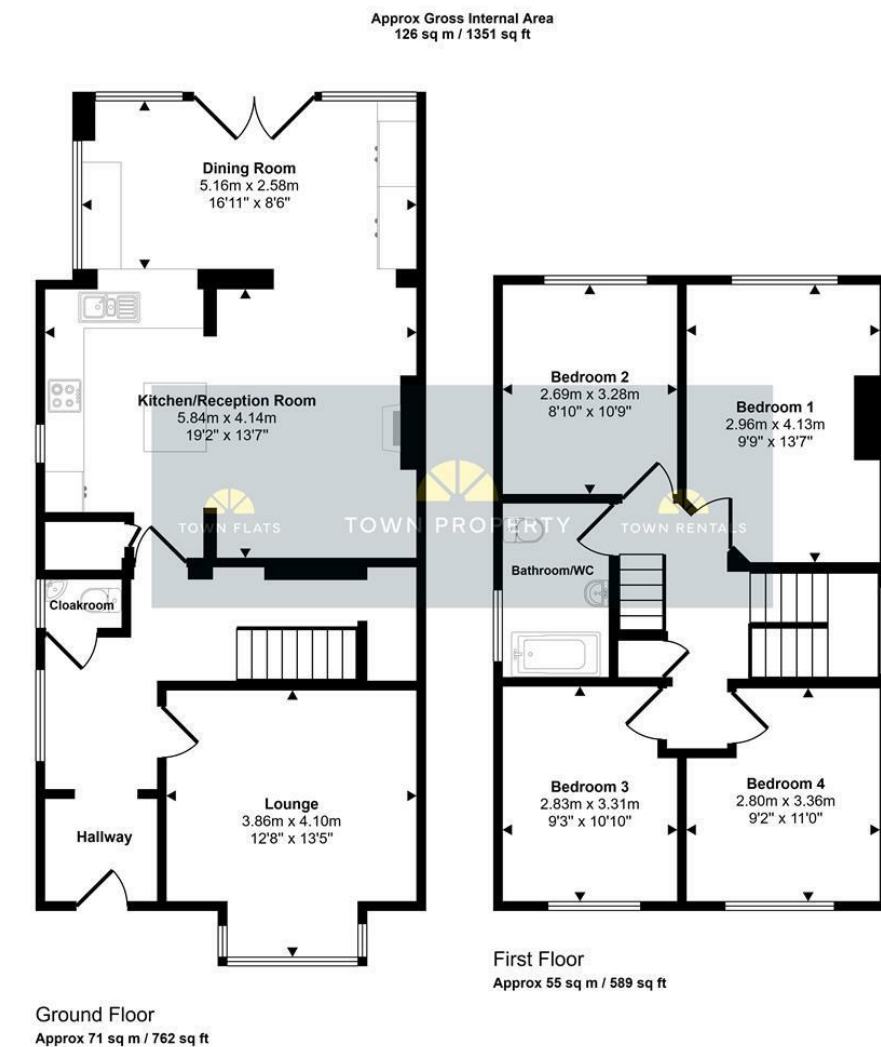 Approx Gross Internal Area
126 sq m / 1351 sq ft
Dining Room
5.16m x 2.58m
16'11" x 8'6"
Kitchen/Reception Room
5.84m x 4.14m
19'2" x 13'7"
Cloakroom
Lounge
3.86m x 4.10m
12'8" x 13'5"
Hallway
Ground Floor
Approx 71 sq m / 762 sq ft
Bedroom 2
2.69m x 3.28m
8'10" x 10'9"
Bedroom 1
2.96m x 4.13m
9'9" x 13'7"
Bathroom/WC
Bedroom 3
2.83m x 3.31m
9'3" x 10'10"
Bedroom 4
2.80m x 3.36m
9'2" x 11'0"
First Floor
Approx 55 sq m / 589 sq ft
TOWN FLATS
TOWN PROPERTY
TOWN RENTALS